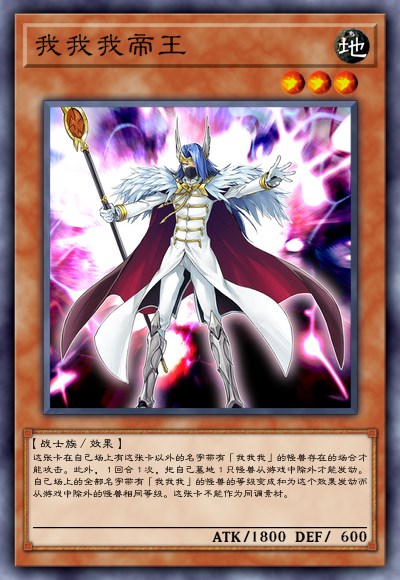 我我我帝王
地
【战士族／效果】
这张卡在自己场上有这张卡以外的名字带有「我我我」的怪兽存在的场合才
能攻击。此外，1回合1次，把自己墓地1只怪兽从游戏中除外才能发动。
自己场上的全部名字带有「我我我」的怪兽的等级变成和为这个效果发动而
从游戏中除外的怪兽相同等级。这张卡不能作为同调素材。
ATK/1800 DEF/ 600